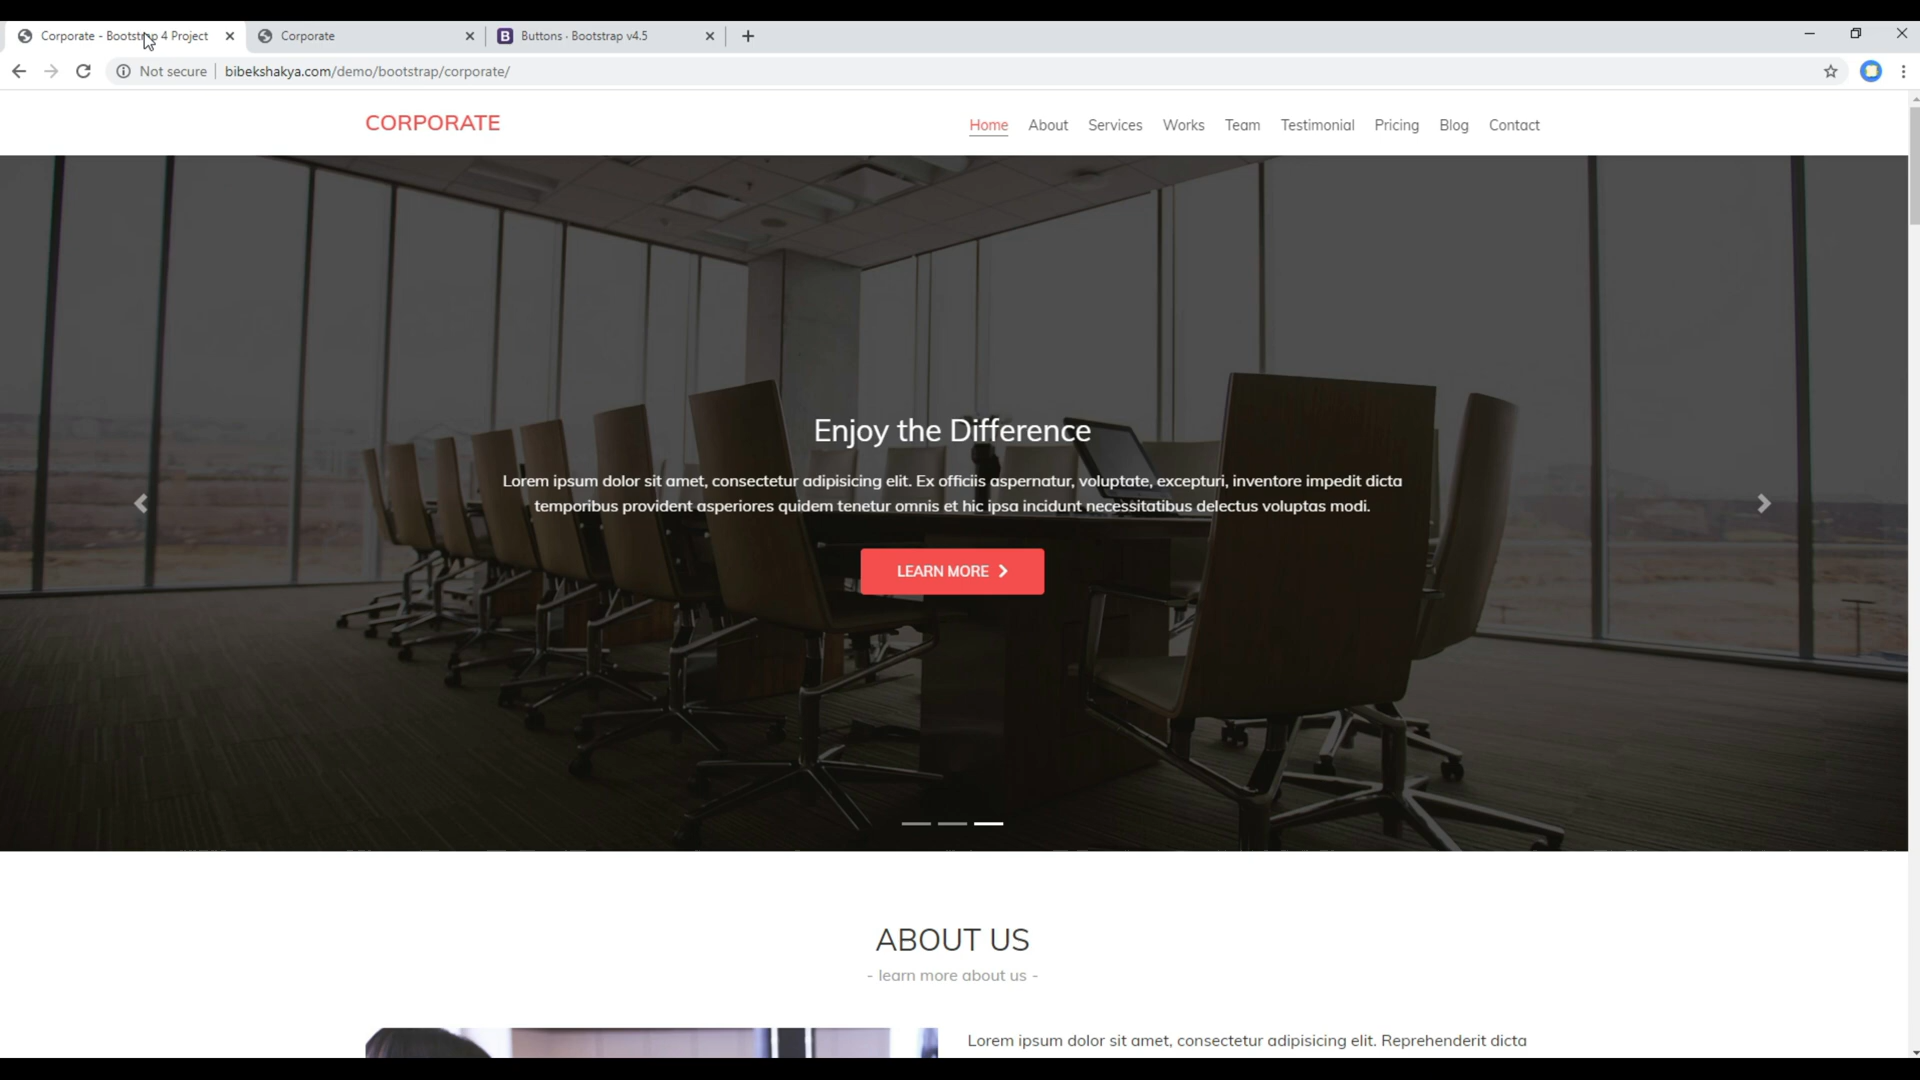 Corporate - Bootstrap 4 Project
Corporate
B Buttons · Bootstrap v4.5
Not secure | bibekshakya.com/demo/bootstrap/corporate/
CORPORATE
Home About Services Works Team Testimonial Pricing Blog Contact
Enjoy the Difference
Lorem ipsum dolor sit amet, consectetur adipisicing elit. Ex officiis aspernatur, voluptate, excepturi, inventore impedit dicta
temporibus provident asperiores quidem tenetur omnis et hic ipsa incidunt necessitatibus delectus voluptas modi.
LEARN MORE
ABOUT US
- learn more about us -
Lorem ipsum dolor sit amet, consectetur adipisicing elit. Reprehenderit dicta